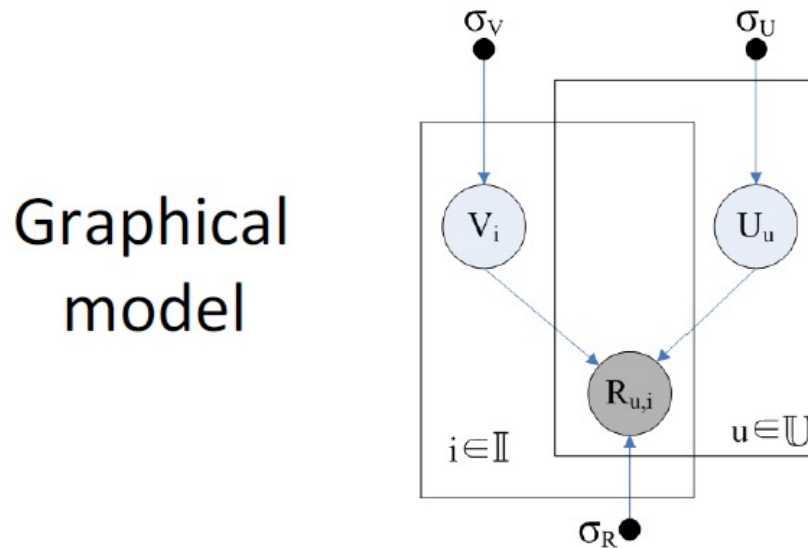 Graphical
model
σV
σU
Vi
Uu
Ru,i
i∈𝕀
u∈𝕌
σR